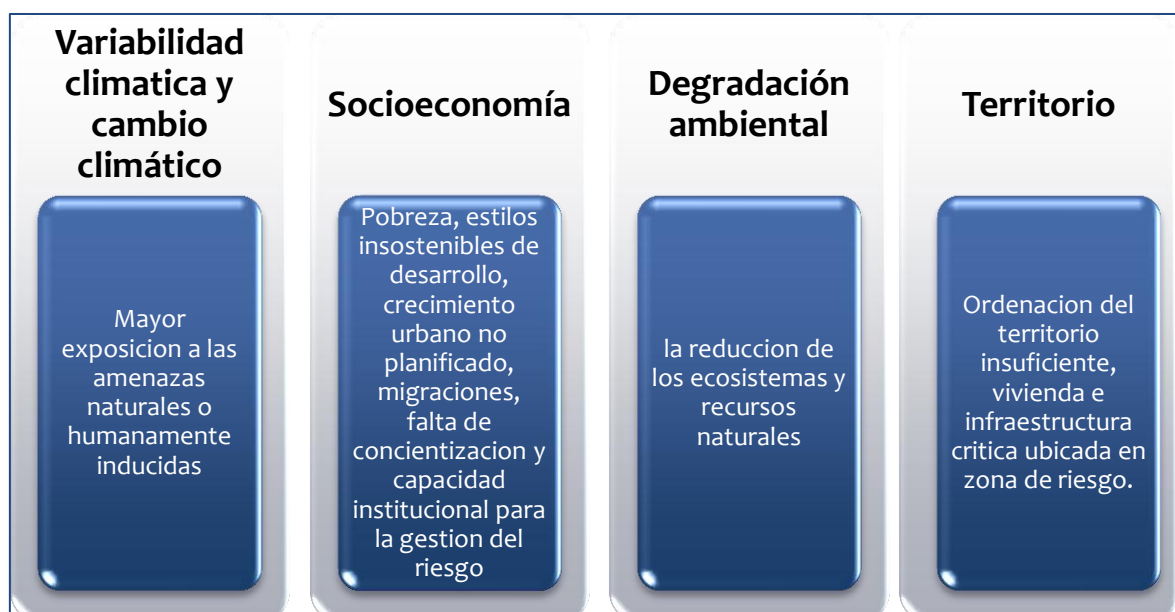 Variabilidad
climatica y
cambio
climático
Mayor
exposicion a las
amenazas
naturales o
humanamente
inducidas
Socioeconomía
Pobreza, estilos
insostenibles de
desarrollo,
crecimiento
urbano no
planificado,
migraciones,
falta de
concientizacion y
capacidad
institucional para
la gestion del
riesgo
Degradación
ambiental
la reduccion de
los ecosistemas y
recursos
naturales
Territorio
Ordenacion del
territorio
insuficiente,
vivienda e
infraestructura
critica ubicada en
zona de riesgo.